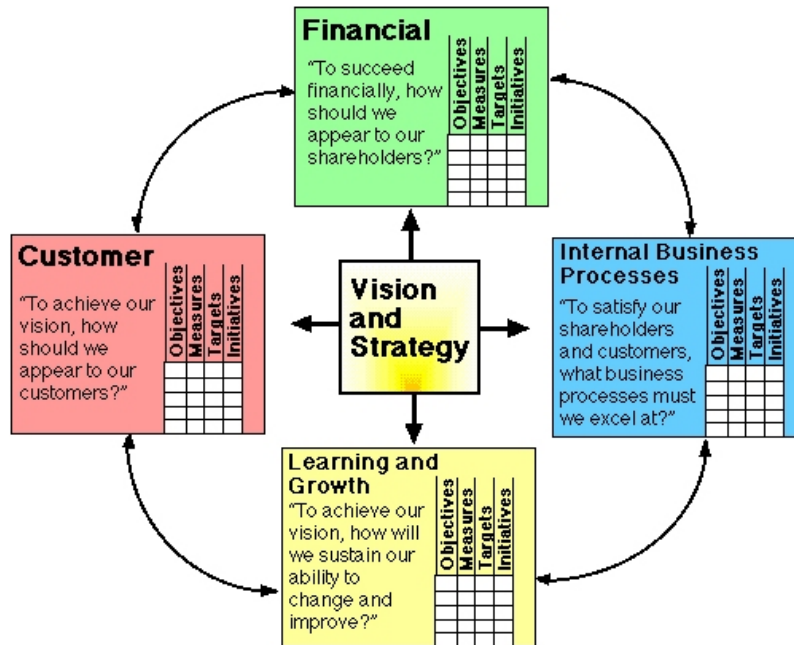 Financial
“To succeed
financially, how
should we
appear to our
shareholders?”
Objectives
Measures
Targets
Initiatives
Customer
“To achieve our
vision, how
should we
appear to our
customers?”
Objectives
Measures
Targets
Initiatives
Vision
and
Strategy
Internal Business
Processes
“To satisfy our
shareholders
and customers,
what business
processes must
we excel at?”
Objectives
Measures
Targets
Initiatives
Learning and
Growth
“To achieve our
vision, how will
we sustain our
ability to
change and
improve?”
Objectives
Measures
Targets
Initiatives